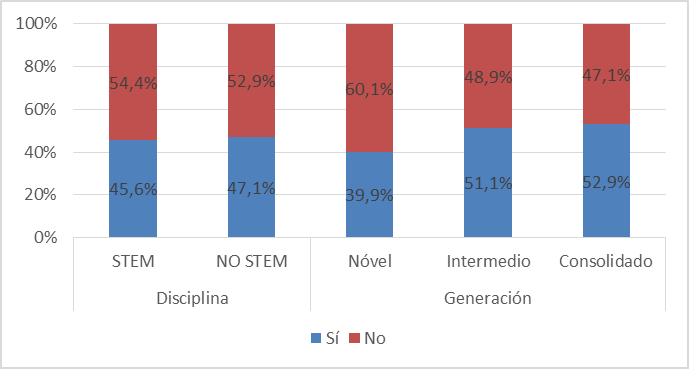 100%
80%
60%
40%
20%
0%
54,4% 52,9% 60,1% 48,9% 47,1%
45,6% 47,1% 39,9% 51,1% 52,9%
STEM NO STEM Nóvel Intermedio Consolidado
Disciplina Generación
Sí No